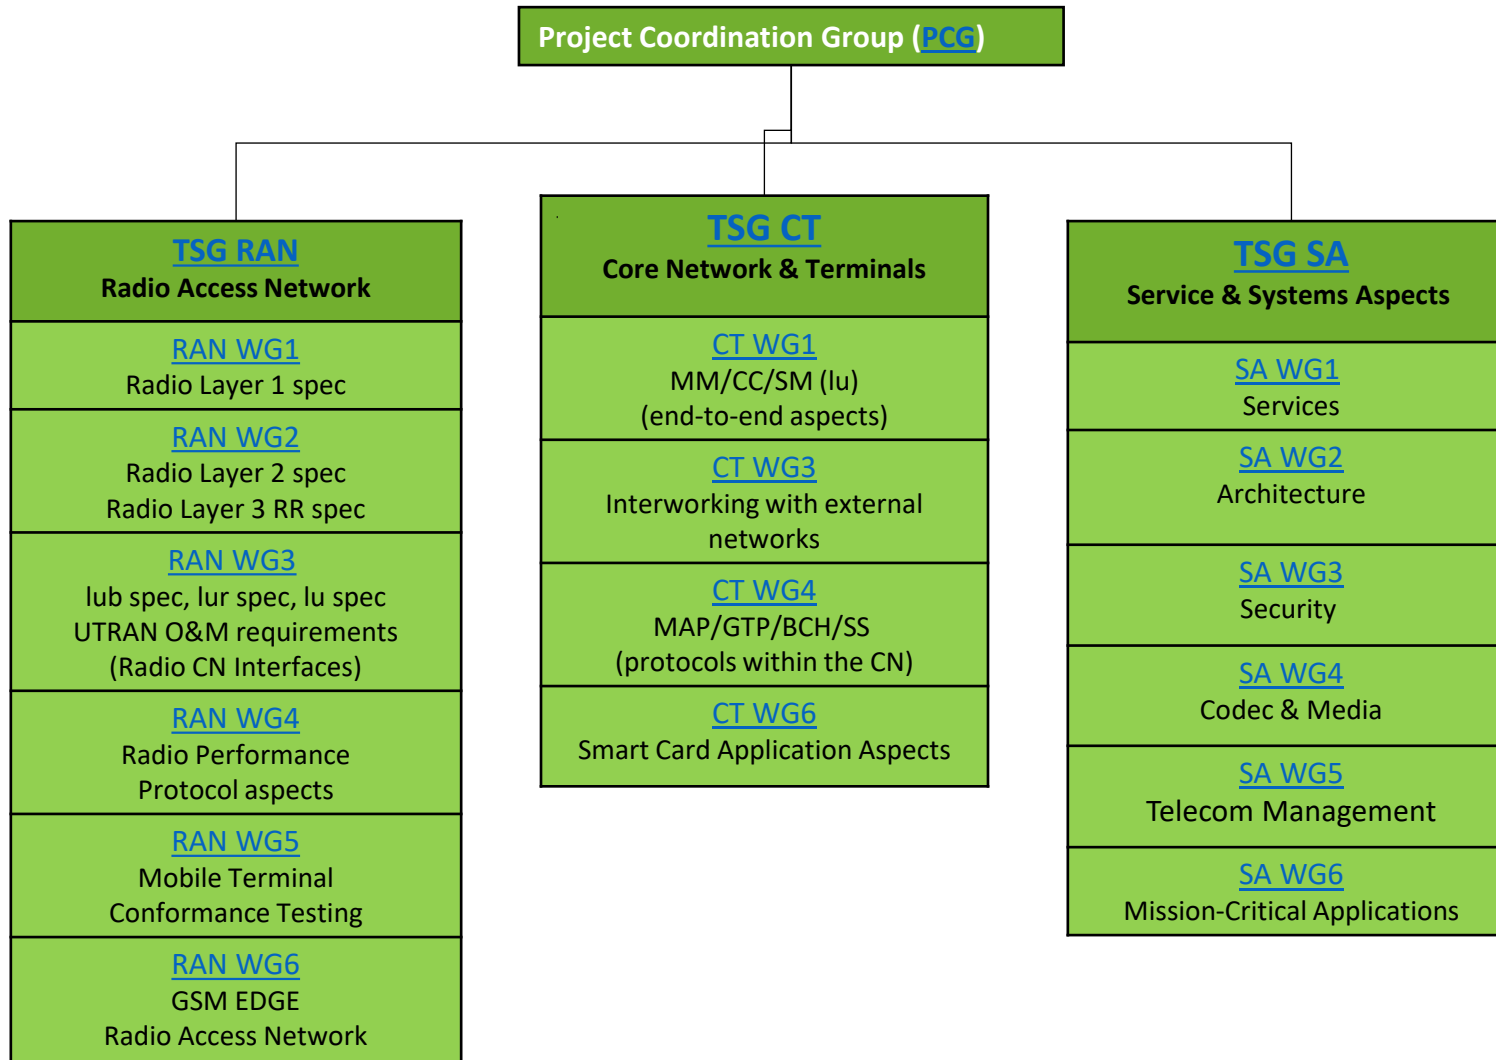 Project Coordination Group (PCG)
TSG RAN
Radio Access Network
RAN WG1
Radio Layer 1 spec
RAN WG2
Radio Layer 2 spec
Radio Layer 3 RR spec
RAN WG3
lub spec, lur spec, lu spec
UTRAN O&M requirements
(Radio CN Interfaces)
RAN WG4
Radio Performance
Protocol aspects
RAN WG5
Mobile Terminal
Conformance Testing
RAN WG6
GSM EDGE
Radio Access Network
TSG CT
Core Network & Terminals
CT WG1
MM/CC/SM (lu)
(end-to-end aspects)
CT WG3
Interworking with external
networks
CT WG4
MAP/GTP/BCH/SS
(protocols within the CN)
CT WG6
Smart Card Application Aspects
TSG SA
Service & Systems Aspects
SA WG1
Services
SA WG2
Architecture
SA WG3
Security
SA WG4
Codec & Media
SA WG5
Telecom Management
SA WG6
Mission-Critical Applications